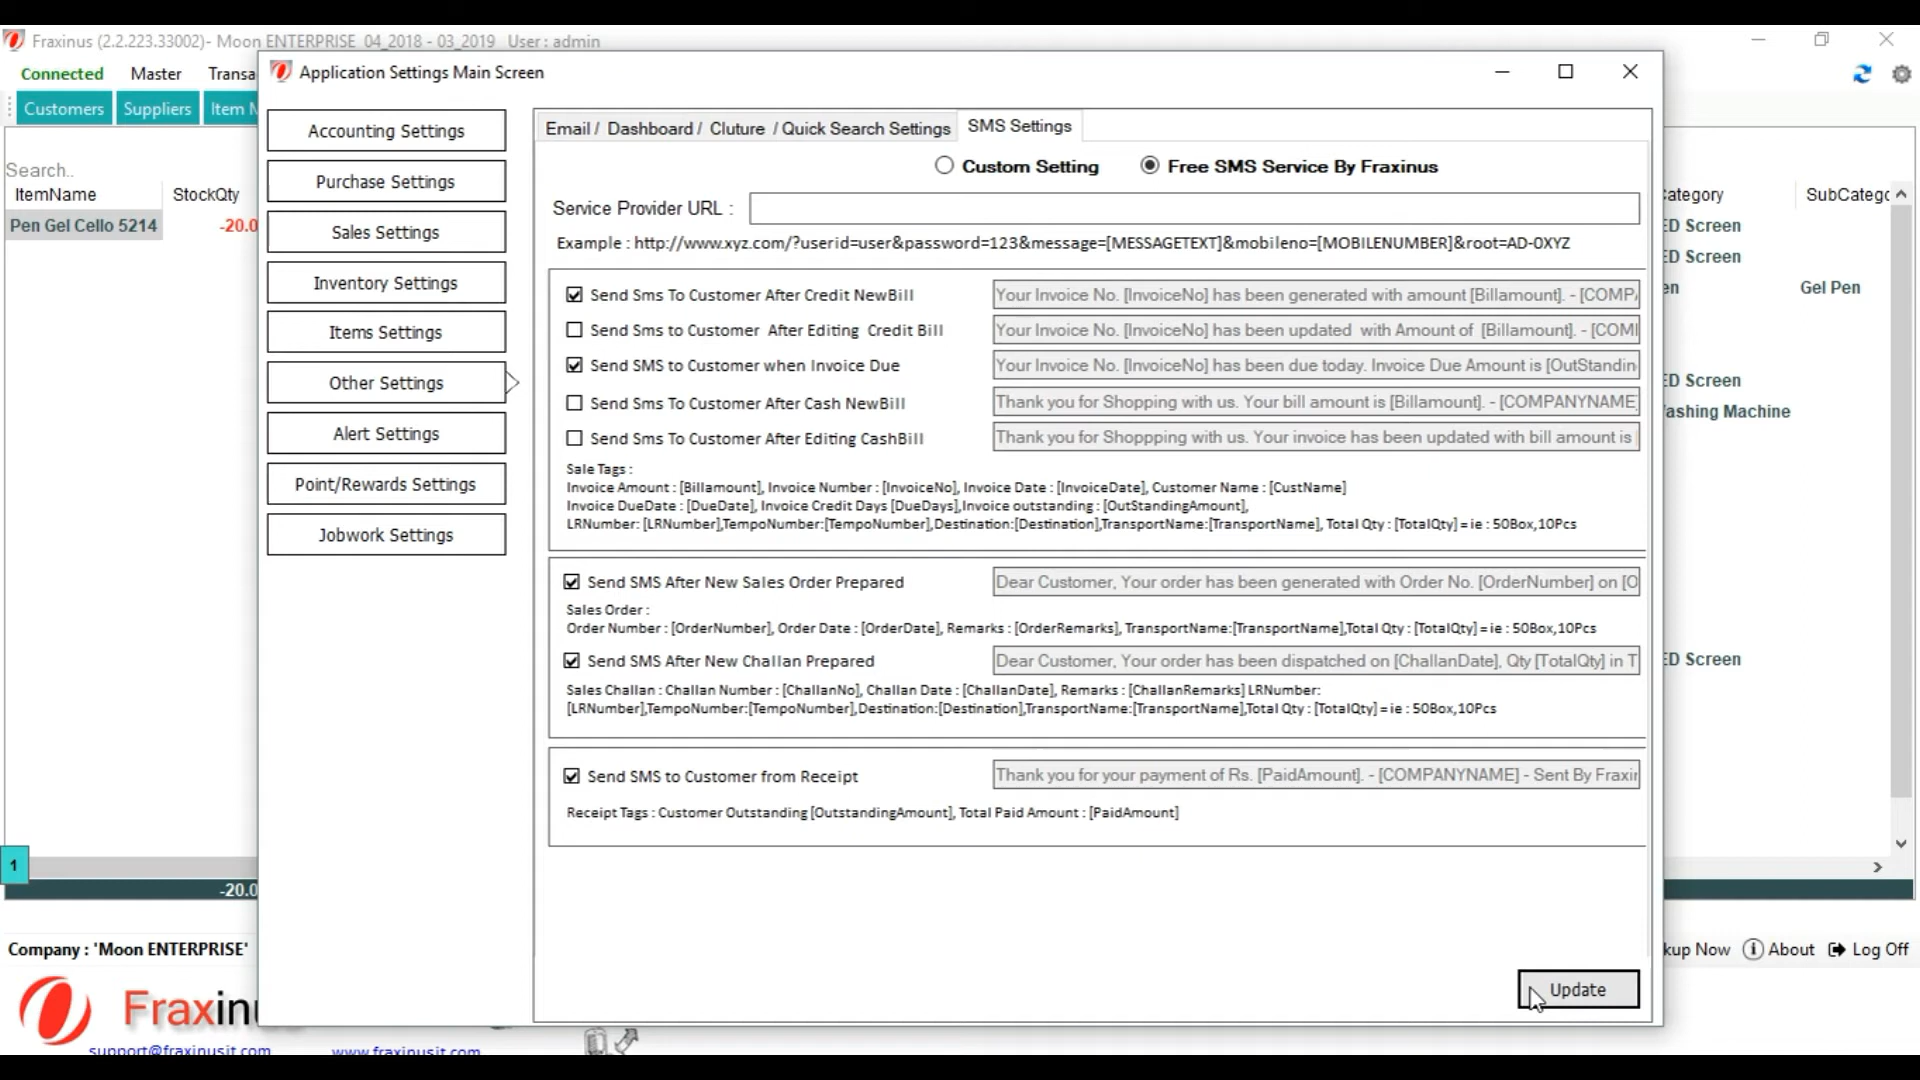 Fraxinus (2.2.223.33002)- Moon ENTERPRISE 04_2018 - 03_2019 User : admin
Connected Master Transa
Customers Suppliers Item M
Search..
ItemName StockQty
Pen Gel Cello 5214 -20.0
1
-20.0
Company : 'Moon ENTERPRISE'
Fraxinu
support@fraxinusit.com www.fraxinusit.com
Application Settings Main Screen
Accounting Settings
Purchase Settings
Sales Settings
Inventory Settings
Items Settings
Other Settings
Alert Settings
Point/Rewards Settings
Jobwork Settings
Email / Dashboard / Cluture / Quick Search Settings SMS Settings
Custom Setting Free SMS Service By Fraxinus
Service Provider URL :
Example : http://www.xyz.com/?userid=user&password=123&message=[MESSAGETEXT]&mobileno=[MOBILENUMBER]&root=AD-0XYZ
Send Sms To Customer After Credit NewBill Your Invoice No. [InvoiceNo] has been generated with amount [Billamount]. - [COMPA
Send Sms to Customer After Editing Credit Bill Your Invoice No. [InvoiceNo] has been updated with Amount of [Billamount]. - [COMI
Send SMS to Customer when Invoice Due Your Invoice No. [InvoiceNo] has been due today. Invoice Due Amount is [OutStandin
Send Sms To Customer After Cash NewBill Thank you for Shopping with us. Your bill amount is [Billamount]. - [COMPANYNAME]
Send Sms To Customer After Editing CashBill Thank you for Shoppping with us. Your invoice has been updated with bill amount is
Sale Tags :
Invoice Amount : [Billamount], Invoice Number : [InvoiceNo], Invoice Date : [InvoiceDate], Customer Name : [CustName]
Invoice DueDate : [DueDate], Invoice Credit Days [DueDays],Invoice outstanding : [OutStandingAmount],
LRNumber: [LRNumber],TempoNumber:[TempoNumber],Destination:[Destination],TransportName:[TransportName], Total Qty : [TotalQty] = ie : 50Box,10Pcs
Send SMS After New Sales Order Prepared Dear Customer, Your order has been generated with Order No. [OrderNumber] on [O
Sales Order :
Order Number : [OrderNumber], Order Date : [OrderDate], Remarks : [OrderRemarks], TransportName:[TransportName],Total Qty : [TotalQty] = ie : 50Box,10Pcs
Send SMS After New Challan Prepared Dear Customer, Your order has been dispatched on [ChallanDate], Qty [TotalQty] in T
Sales Challan : Challan Number : [ChallanNo], Challan Date : [ChallanDate], Remarks : [ChallanRemarks] LRNumber:
[LRNumber],TempoNumber:[TempoNumber],Destination:[Destination],TransportName:[TransportName],Total Qty : [TotalQty] = ie : 50Box,10Pcs
Send SMS to Customer from Receipt Thank you for your payment of Rs. [PaidAmount]. - [COMPANYNAME] - Sent By Fraxin
Receipt Tags : Customer Outstanding [OutstandingAmount], Total Paid Amount : [PaidAmount]
Update
Category SubCatego
ED Screen
ED Screen
en Gel Pen
ED Screen
ashing Machine
ED Screen
kup Now About Log Off